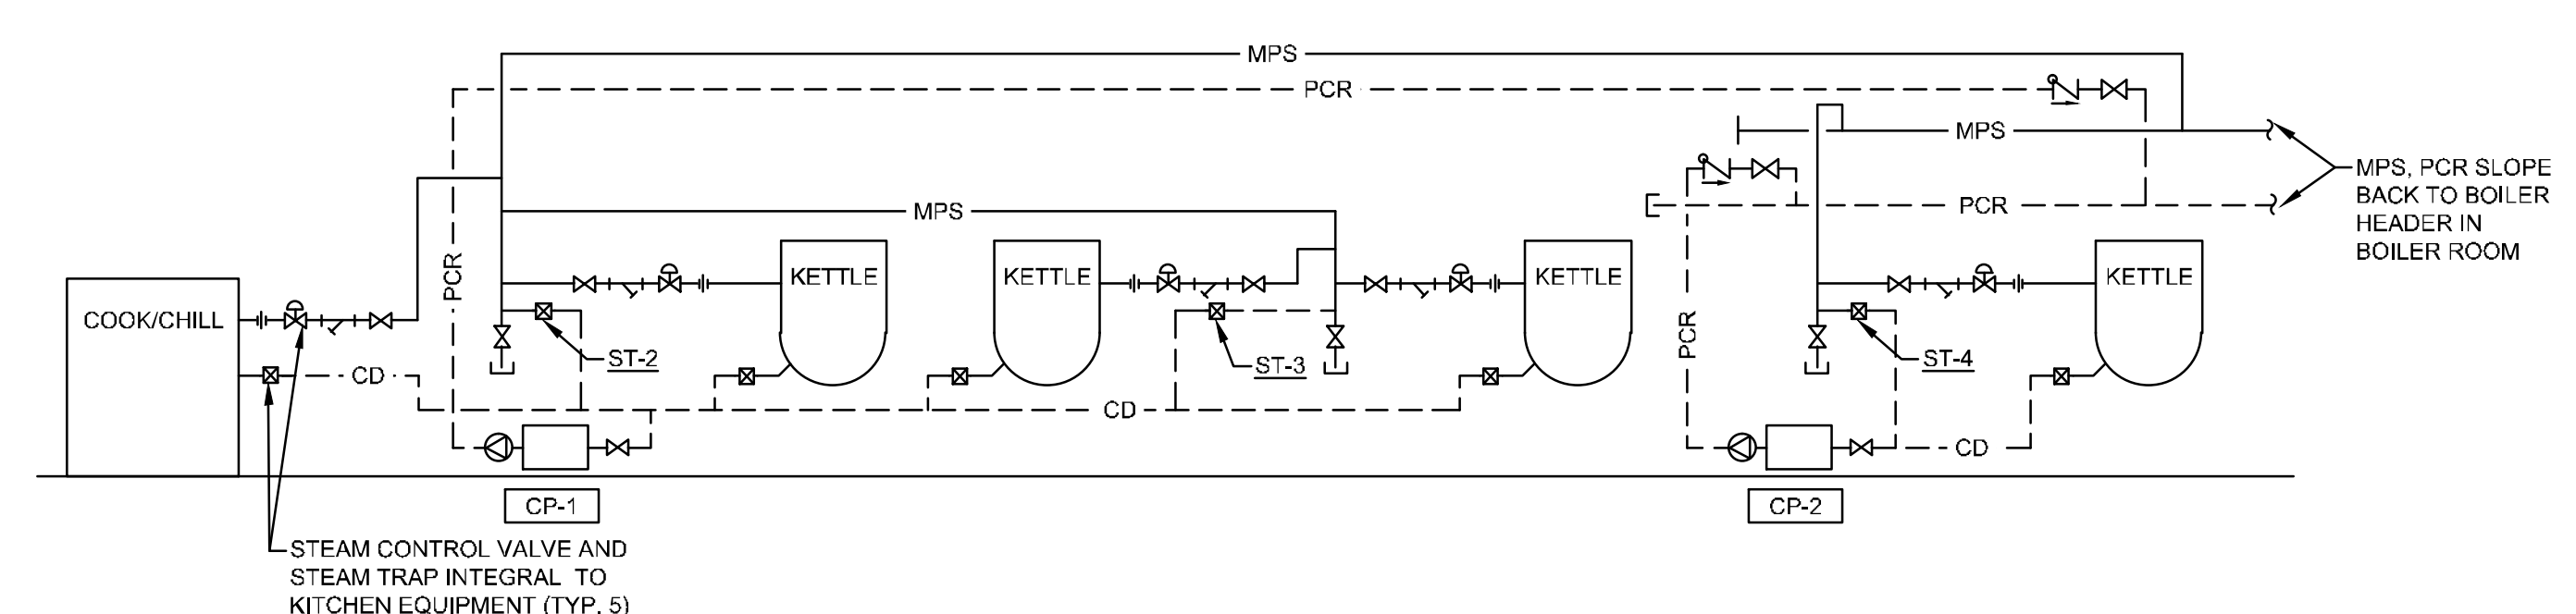 MPS
PCR
MPS
MPS, PCR SLOPE
BACK TO BOILER
HEADER IN
BOILER ROOM
PCR
MPS
PCR
KETTLE
KETTLE
KETTLE
KETTLE
COOK/CHILL
PCR
ST-2
ST-3
ST-4
CD
CD
CD
CP-1
CP-2
STEAM CONTROL VALVE AND
STEAM TRAP INTEGRAL TO
KITCHEN EQUIPMENT (TYP. 5)